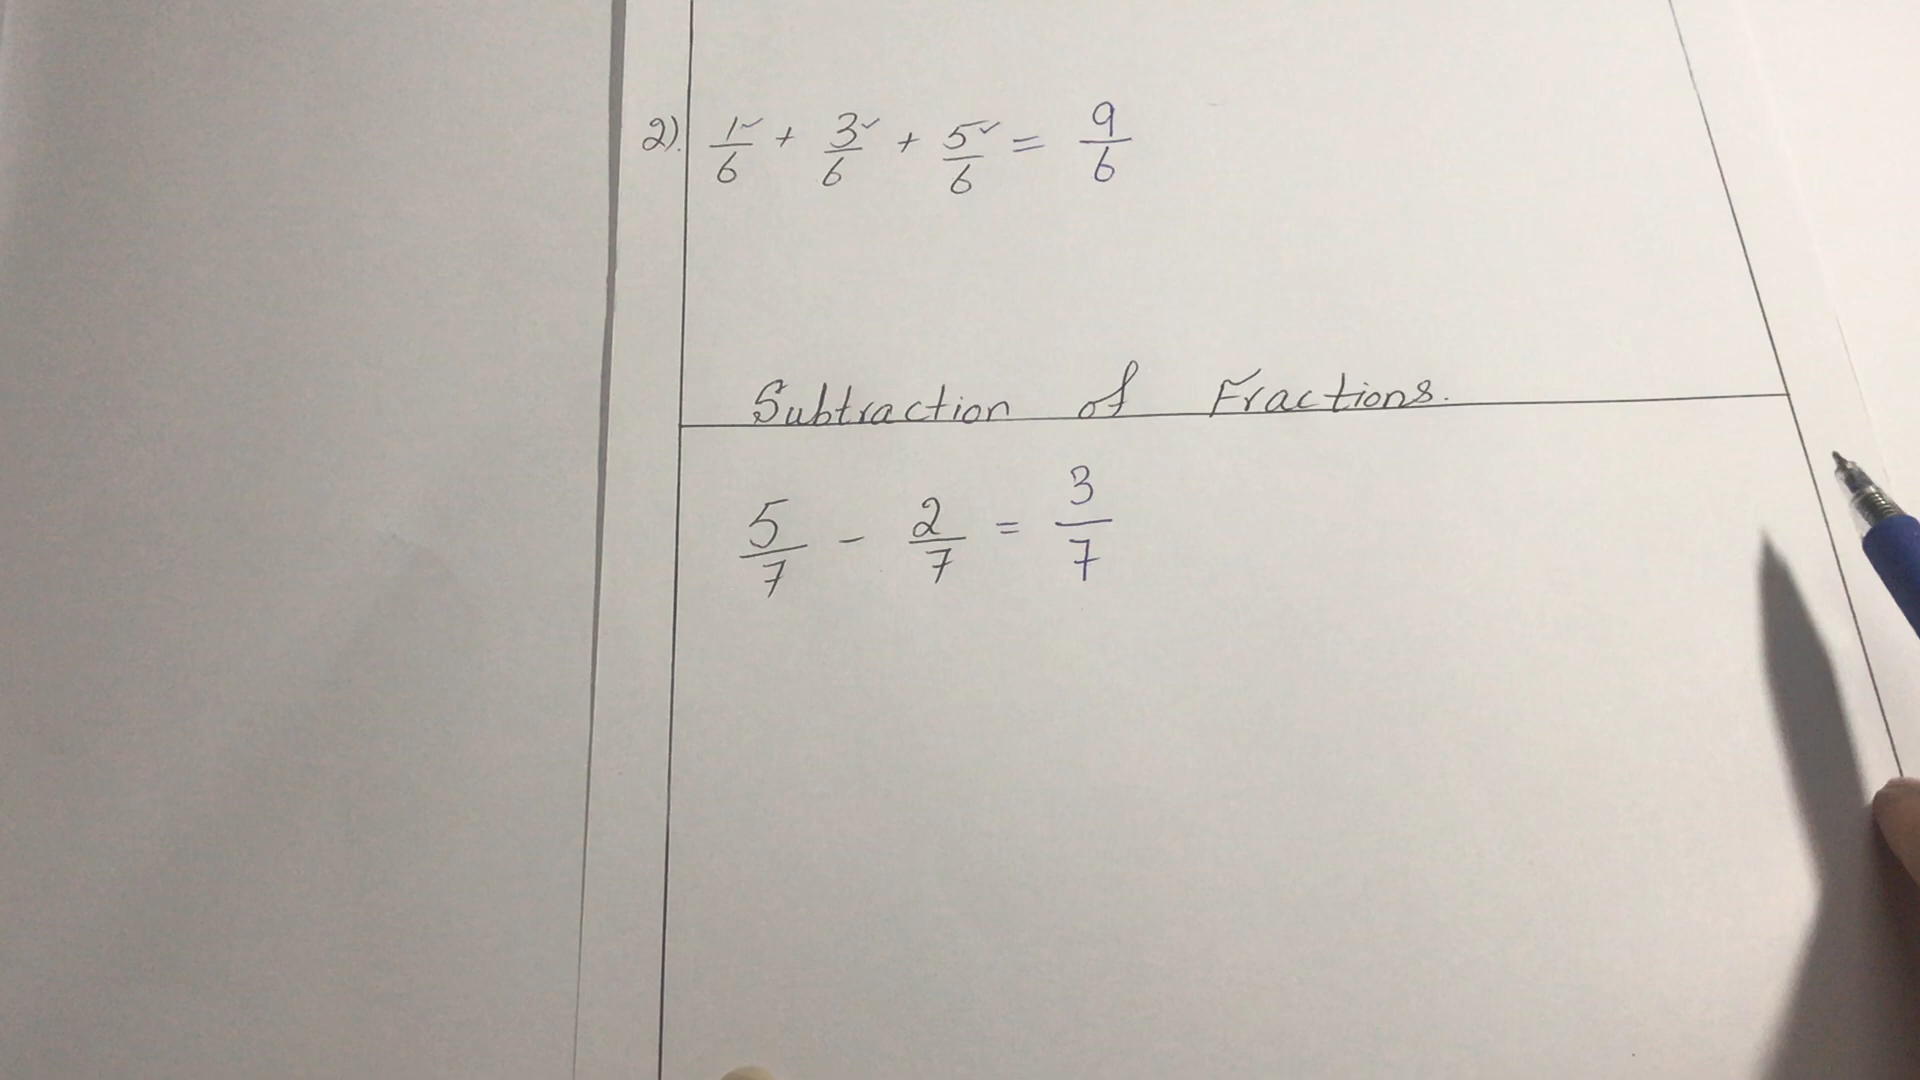 2). 1/6 + 3/6 + 5/6 = 9/6
Subtraction of Fractions.
5/7 - 2/7 = 3/7